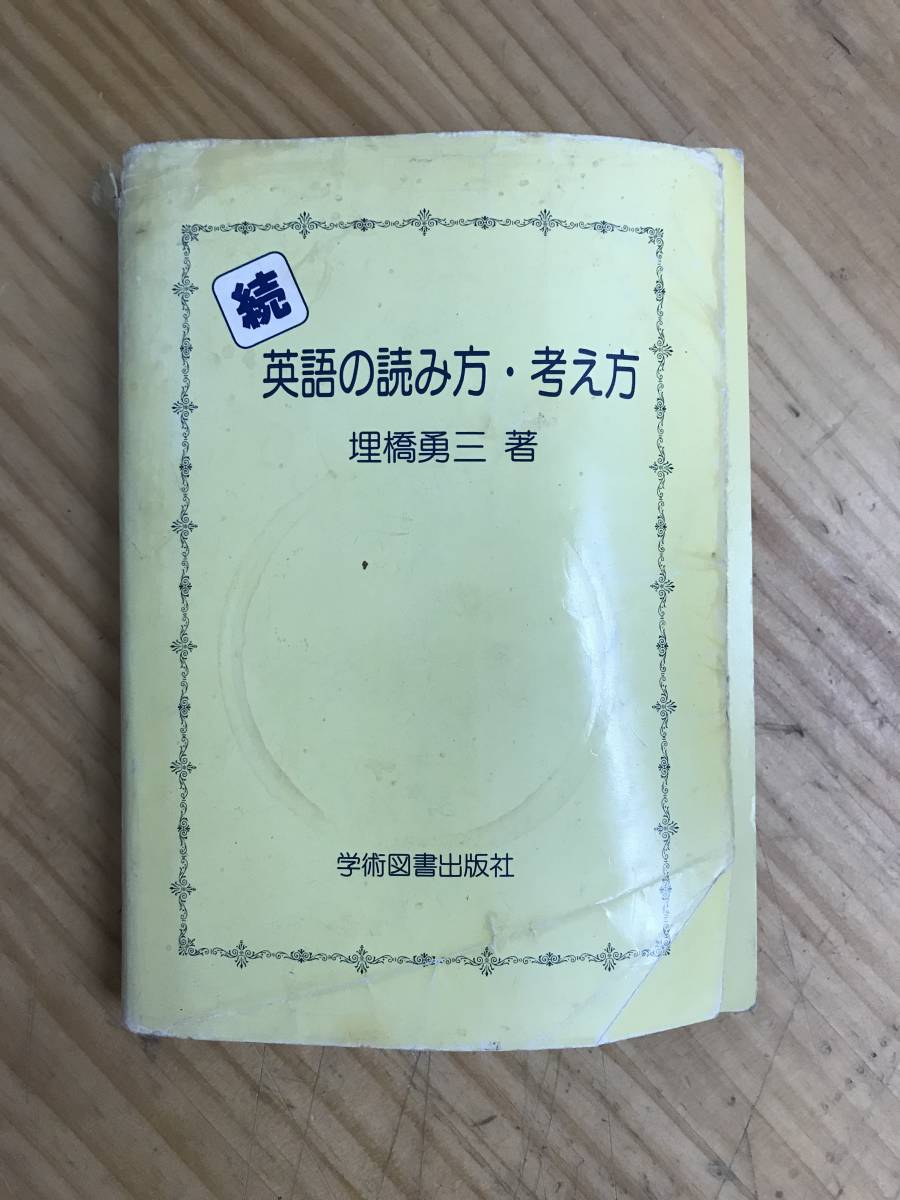 続
英語の読み方・考え方
埋橋勇三 著
学術図書出版社